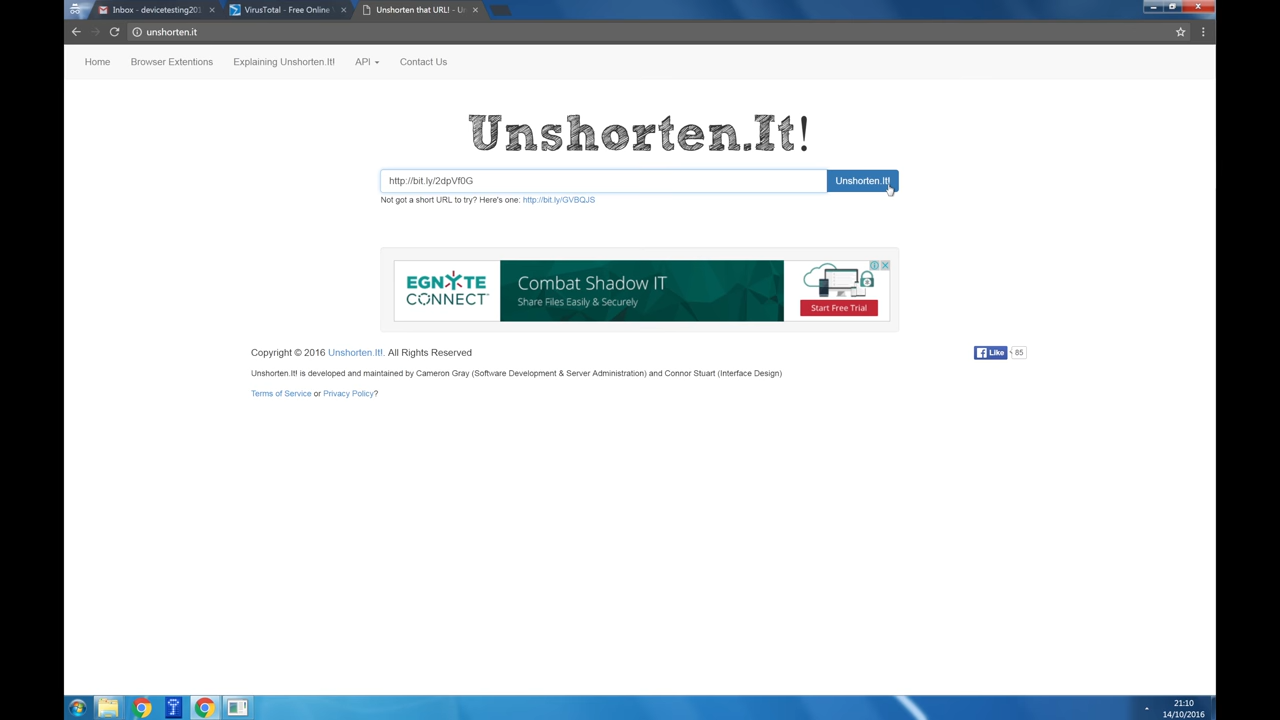 Inbox - devicetesting201
VirusTotal - Free Online
Unshorten that URL! - U
unshorten.it
Home
Browser Extentions
Explaining Unshorten.It!
API
Contact Us
Unshorten.It!
http://bit.ly/2dpVf0G
Unshorten.It!
Not got a short URL to try? Here's one: http://bit.ly/GVBQJS
EGNYTE
CONNECT
Combat Shadow IT
Share Files Easily & Securely
Start Free Trial
Copyright © 2016 Unshorten.It!. All Rights Reserved
Like
85
Unshorten.It! is developed and maintained by Cameron Gray (Software Development & Server Administration) and Connor Stuart (Interface Design)
Terms of Service or Privacy Policy?
21:10
14/10/2016